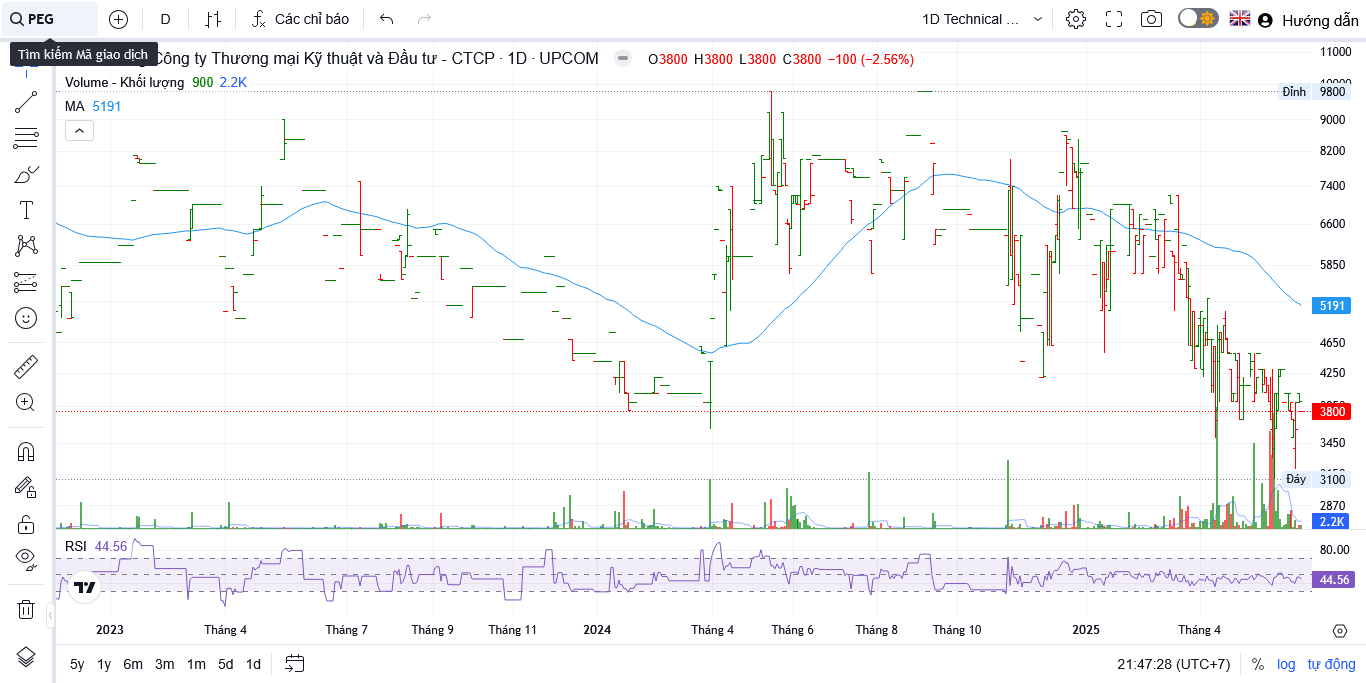 PEG
D
Các chỉ báo
1D Technical ...
Hướng dẫn
Tìm kiếm Mã giao dịch
Công ty Thương mại Kỹ thuật và Đầu tư - CTCP · 1D · UPCOM
O3800 H3800 L3800 C3800 −100 (−2.56%)
Volume - Khối lượng 900 2.2K
MA 5191
11000
10000
Đỉnh 9800
9000
8200
7400
6600
5850
5191
4650
4250
3800
3450
Đáy 3100
2870
2.2K
RSI 44.56
80.00
44.56
2023
Tháng 4
Tháng 7
Tháng 9
Tháng 11
2024
Tháng 4
Tháng 6
Tháng 8
Tháng 10
2025
Tháng 4
5y 1y 6m 3m 1m 5d 1d
21:47:28 (UTC+7)
% log tự động